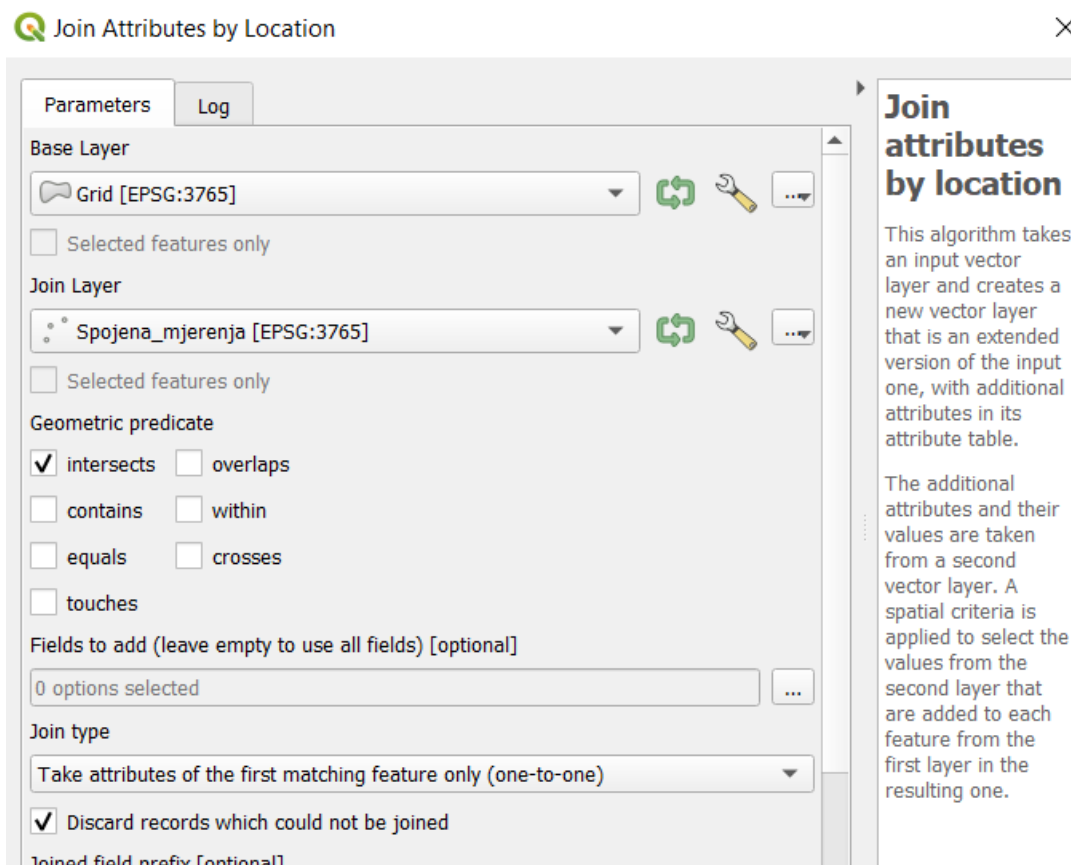 Join Attributes by Location
Parameters
Log
Base Layer
Grid [EPSG:3765]
...
Selected features only
Join Layer
Spojena_mjerenja [EPSG:3765]
...
Selected features only
Geometric predicate
intersects
overlaps
contains
within
equals
crosses
touches
Fields to add (leave empty to use all fields) [optional]
0 options selected
...
Join type
Take attributes of the first matching feature only (one-to-one)
Discard records which could not be joined
Joined field prefix [optional]
Join
attributes
by location
This algorithm takes
an input vector
layer and creates a
new vector layer
that is an extended
version of the input
one, with additional
attributes in its
attribute table.
The additional
attributes and their
values are taken
from a second
vector layer. A
spatial criteria is
applied to select the
values from the
second layer that
are added to each
feature from the
first layer in the
resulting one.